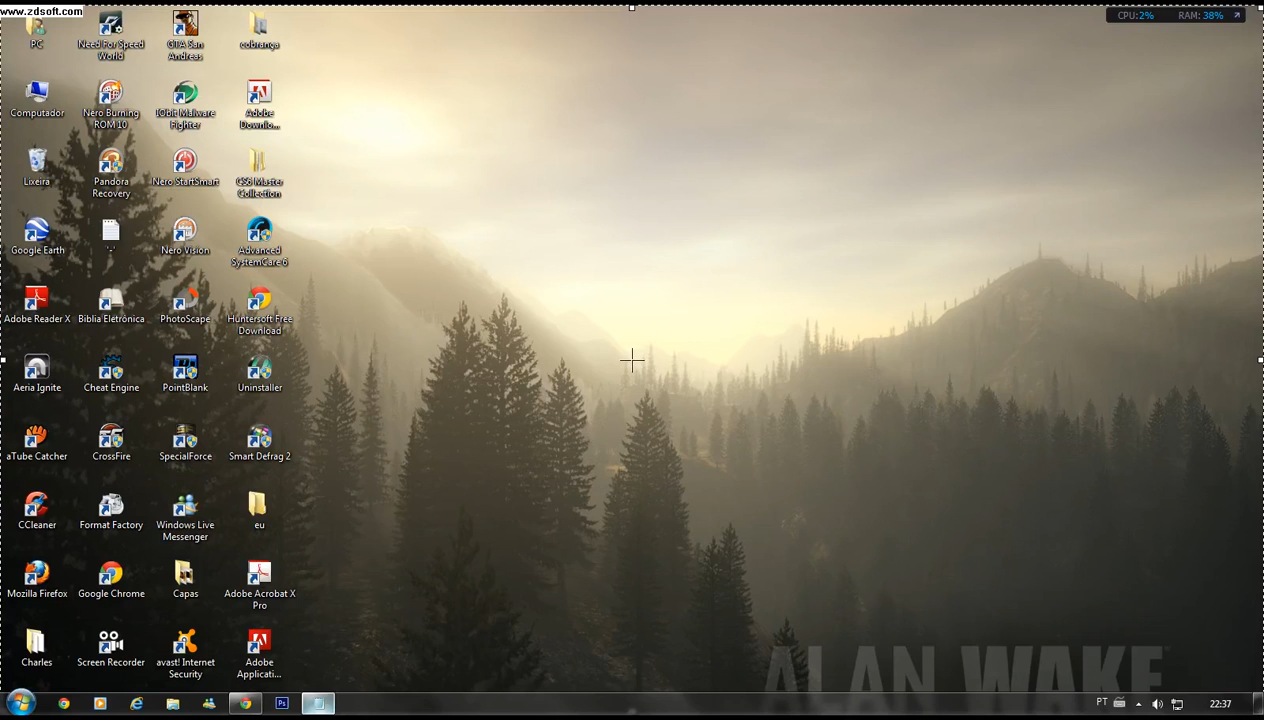 www.zdsoft.com
CPU:2% RAM: 38%
PC
Need For Speed
World
GTA San
Andreas
cobrança
Computador
Nero Burning
ROM 10
IObit Malware
Fighter
Adobe
Downlo...
Lixeira
Pandora
Recovery
Nero StartSmart
CS6 Master
Collection
Google Earth
Nero Vision
Advanced
SystemCare 6
Adobe Reader X
Biblia Eletrónica
PhotoScape
Huntersoft Free
Download
Aeria Ignite
Cheat Engine
PointBlank
Uninstaller
aTube Catcher
CrossFire
SpecialForce
Smart Defrag 2
CCleaner
Format Factory
Windows Live
Messenger
eu
Mozilla Firefox
Google Chrome
Capas
Adobe Acrobat X
Pro
Charles
Screen Recorder
avast! Internet
Security
Adobe
Applicati...
ALAN WAKE
Ps
PT
22:37